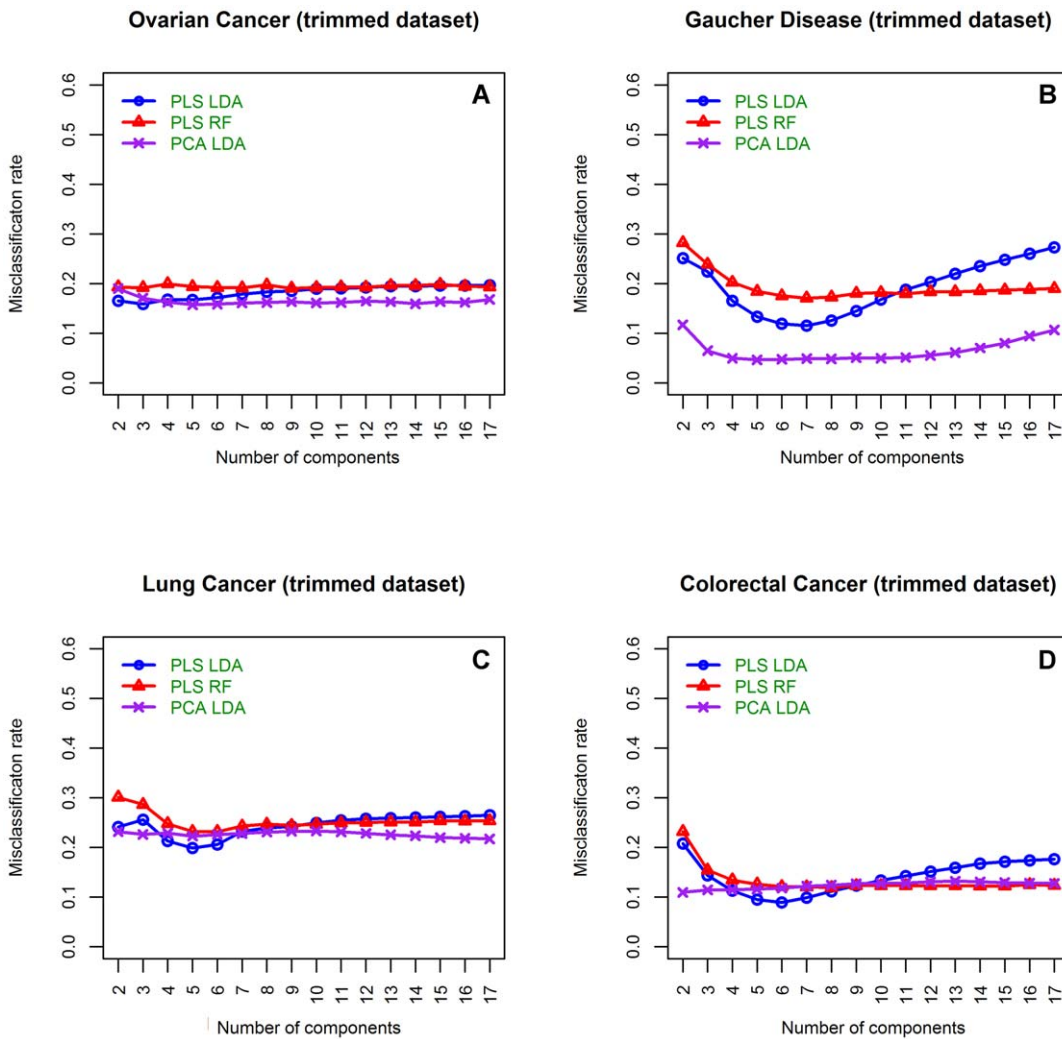 Ovarian Cancer (trimmed dataset)
A
PLS LDA
PLS RF
PCA LDA
Misclassificaton rate
0.6
0.5
0.4
0.3
0.2
0.1
0.0
2 3 4 5 6 7 8 9 10 11 12 13 14 15 16 17
Number of components
Gaucher Disease (trimmed dataset)
B
PLS LDA
PLS RF
PCA LDA
Misclassificaton rate
0.6
0.5
0.4
0.3
0.2
0.1
0.0
2 3 4 5 6 7 8 9 10 11 12 13 14 15 16 17
Number of components
Lung Cancer (trimmed dataset)
C
PLS LDA
PLS RF
PCA LDA
Misclassificaton rate
0.6
0.5
0.4
0.3
0.2
0.1
0.0
2 3 4 5 6 7 8 9 10 11 12 13 14 15 16 17
Number of components
Colorectal Cancer (trimmed dataset)
D
PLS LDA
PLS RF
PCA LDA
Misclassificaton rate
0.6
0.5
0.4
0.3
0.2
0.1
0.0
2 3 4 5 6 7 8 9 10 11 12 13 14 15 16 17
Number of components